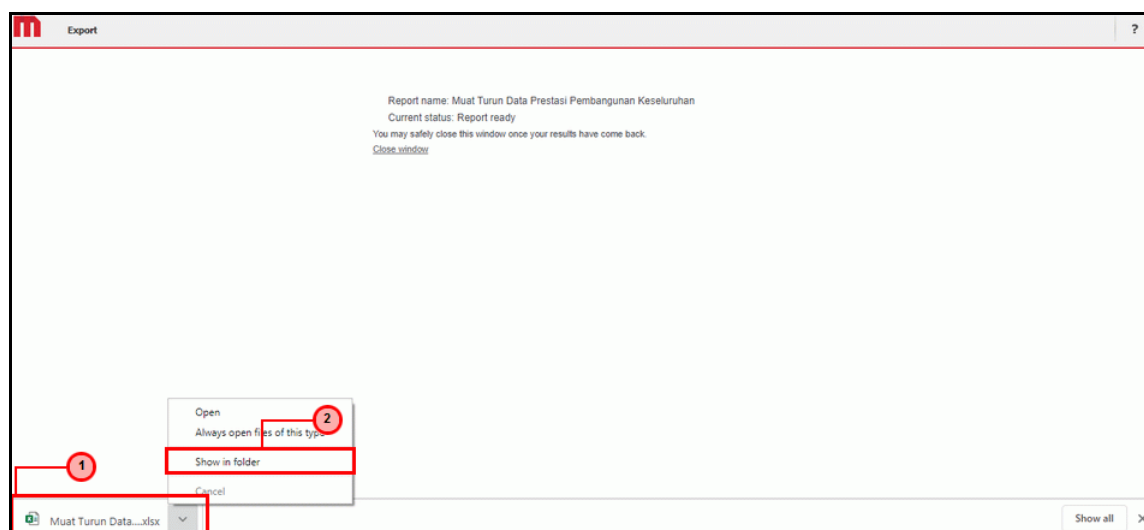 m Export ?
Report name: Muat Turun Data Prestasi Pembangunan Keseluruhan
Current status: Report ready
You may safely close this window once your results have come back.
Close window
Open
2
Always open files of this type
1
Show in folder
Cancel
Muat Turun Data....xlsx
Show all X